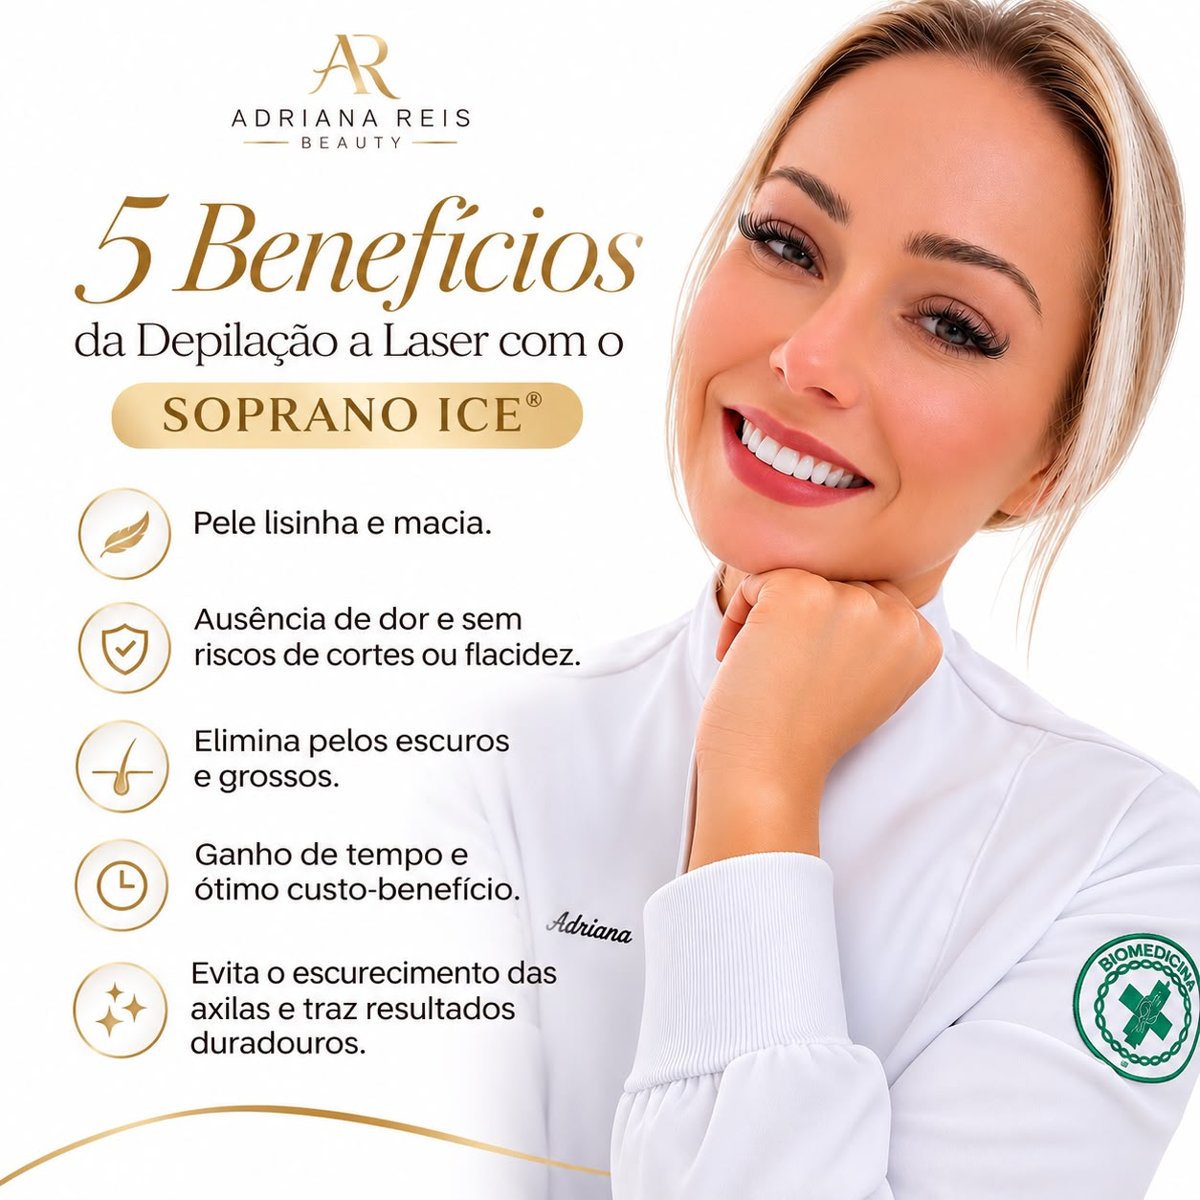 AR
ADRIANA REIS
BEAUTY
5 Benefícios
da Depilação a Laser com o
SOPRANO ICE®
Pele lisinha e macia.
Ausência de dor e sem
riscos de cortes ou flacidez.
Elimina pelos escuros
e grossos.
Ganho de tempo e
ótimo custo-benefício.
Evita o escurecimento das
axilas e traz resultados
duradouros.
Adriana
BIOMEDICINA